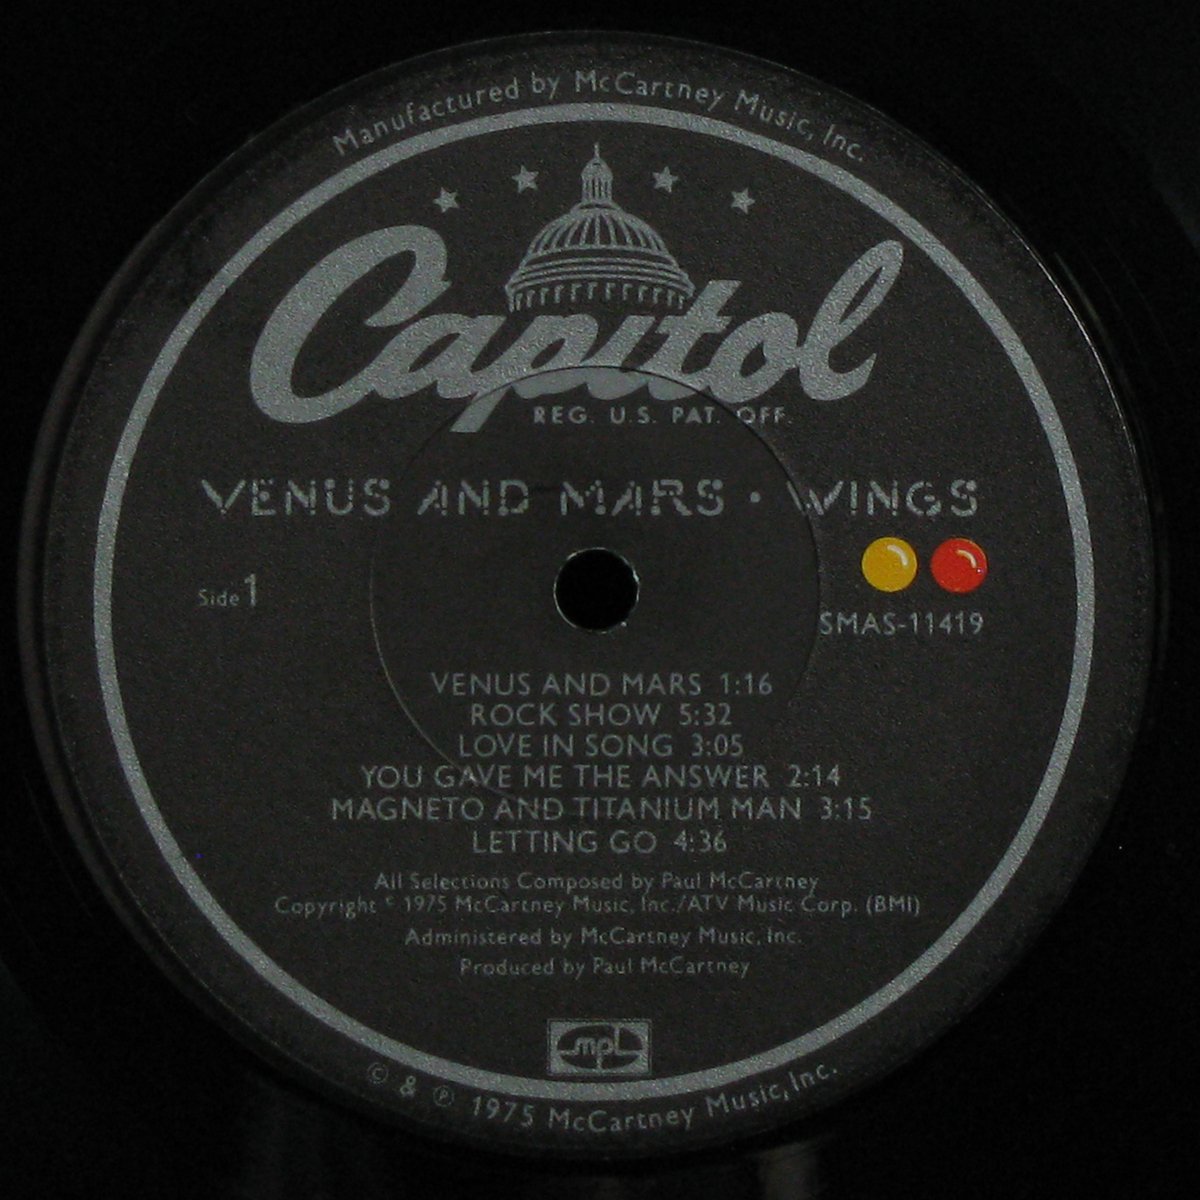 Manufactured by McCartney Music, Inc.
Capitol
REG. U.S. PAT. OFF.
VENUS AND MARS • WINGS
Side 1
SMAS-11419
VENUS AND MARS 1:16
ROCK SHOW 5:32
LOVE IN SONG 3:05
YOU GAVE ME THE ANSWER 2:14
MAGNETO AND TITANIUM MAN 3:15
LETTING GO 4:36
All Selections Composed by Paul McCartney
Copyright © 1975 McCartney Music, Inc./ATV Music Corp. (BMI)
Administered by McCartney Music, Inc.
Produced by Paul McCartney
mpl
© & ℗ 1975 McCartney Music, Inc.